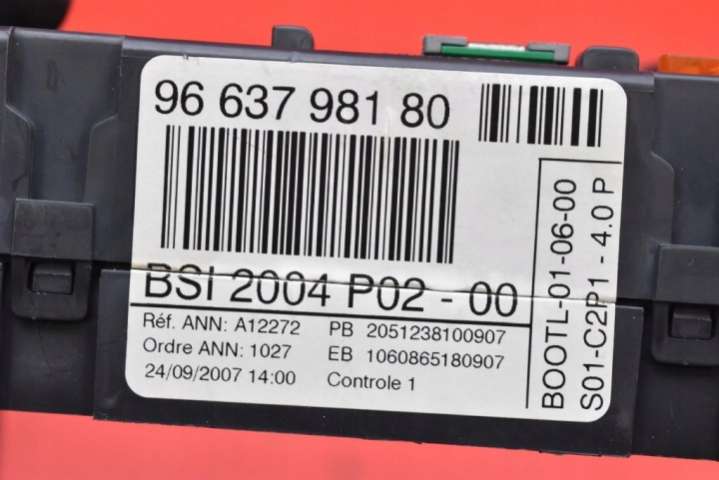 96 637 981 80
BSI 2004 P02 - 00
Réf. ANN: A12272 PB 2051238100907
Ordre ANN: 1027 EB 1060865180907
24/09/2007 14:00 Controle 1
BOOTL-01-06-00
S01-C2P1 - 4.0 P